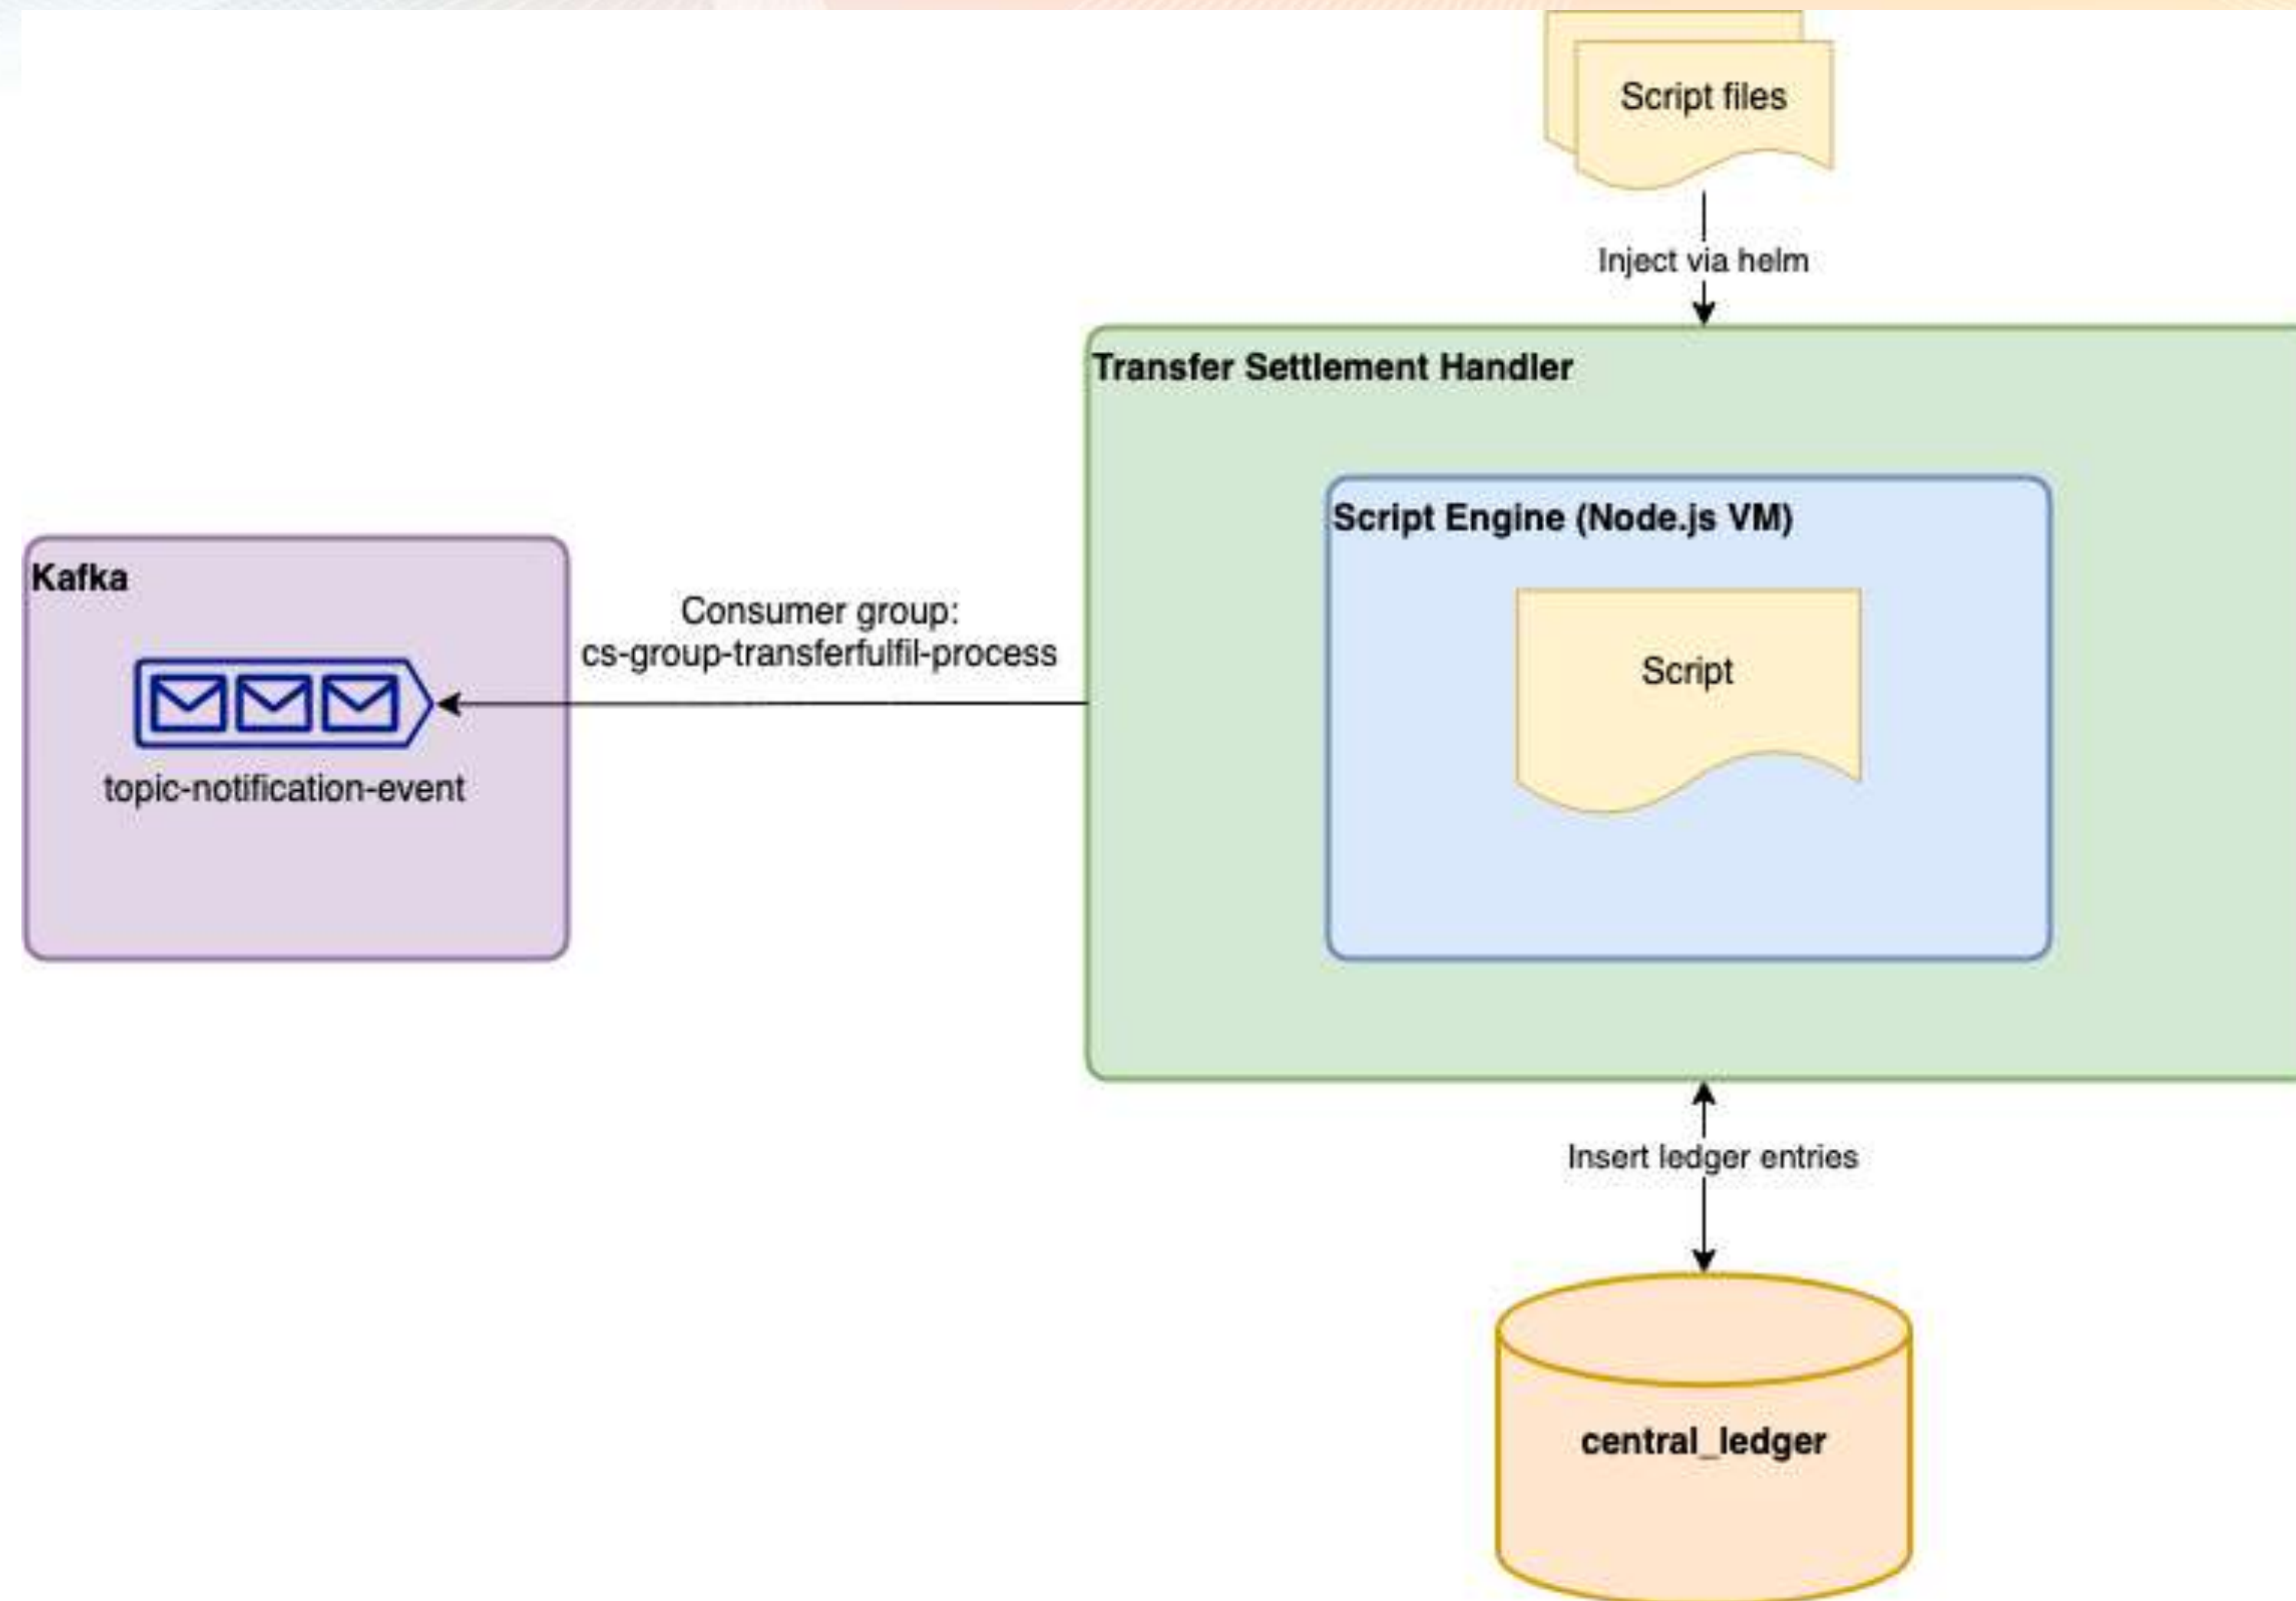 Script files
Inject via helm
Transfer Settlement Handler
Script Engine (Node.js VM)
Script
Kafka
Consumer group:
cs-group-transferfulfil-process
topic-notification-event
Insert ledger entries
central_ledger